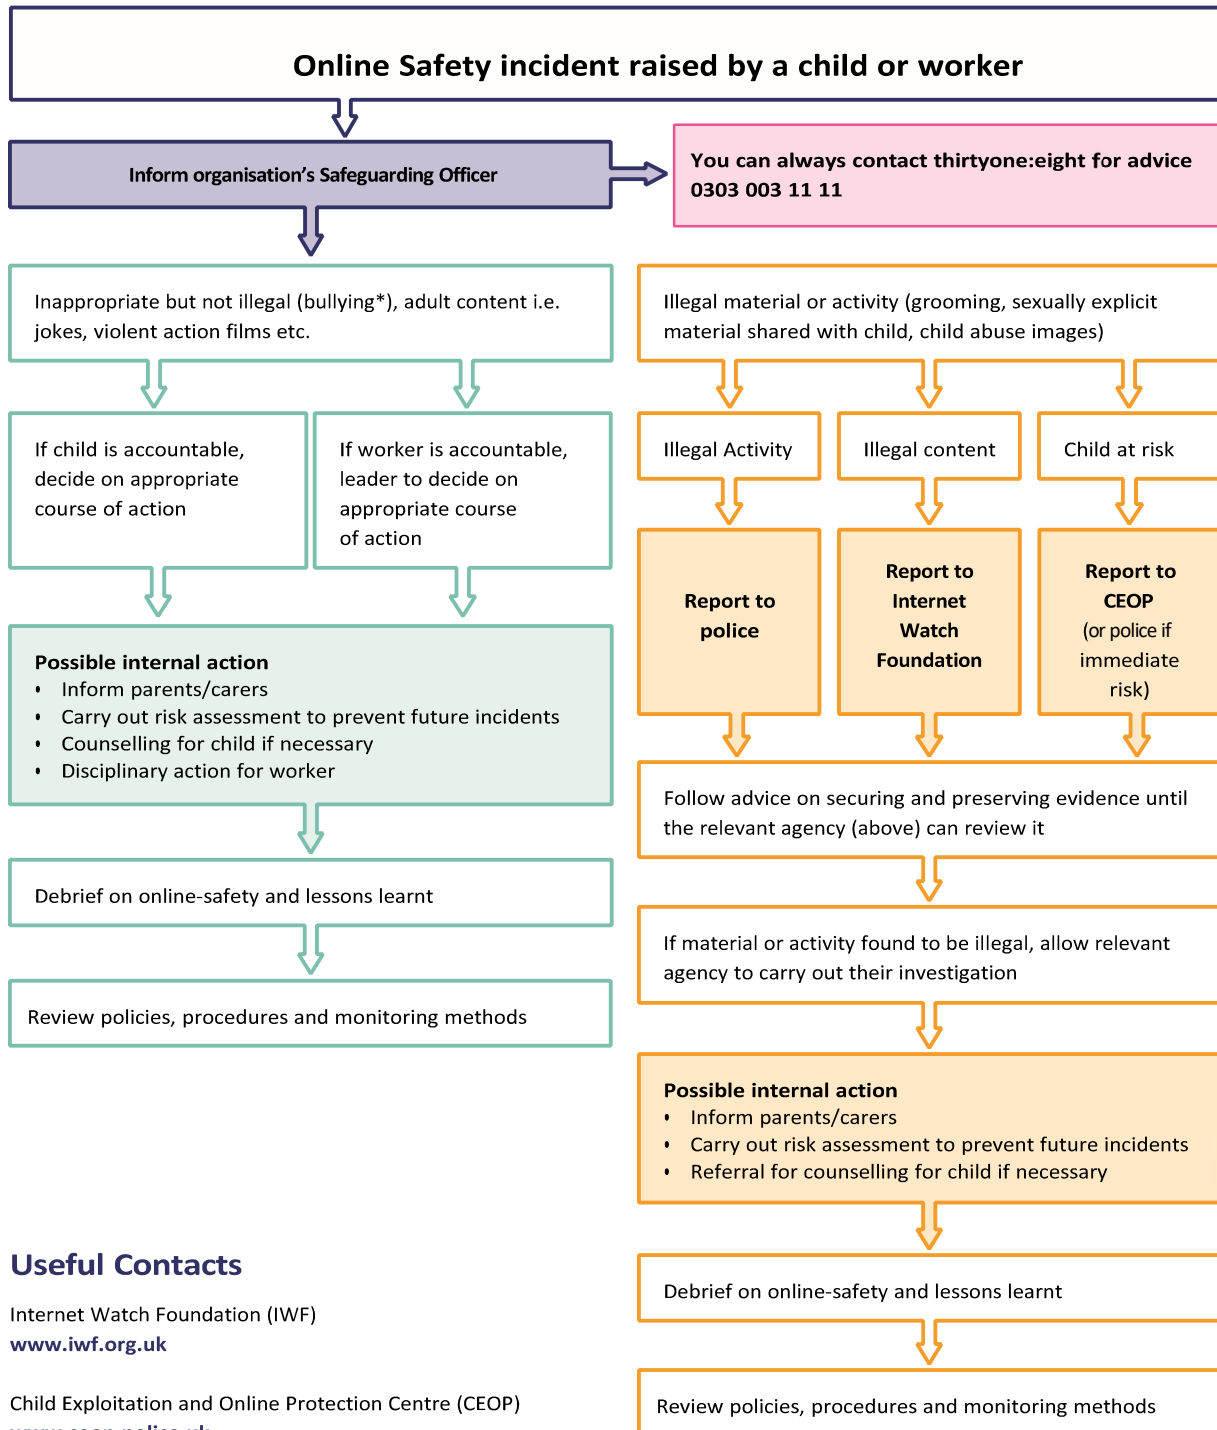 Online Safety incident raised by a child or worker
Inform organisation's Safeguarding Officer
You can always contact thirtyone:eight for advice
0303 003 11 11
Inappropriate but not illegal (bullying*), adult content i.e.
jokes, violent action films etc.
If child is accountable,
decide on appropriate
course of action
If worker is accountable,
leader to decide on
appropriate course
of action
Possible internal action
• Inform parents/carers
• Carry out risk assessment to prevent future incidents
• Counselling for child if necessary
• Disciplinary action for worker
Debrief on online-safety and lessons learnt
Review policies, procedures and monitoring methods
Illegal material or activity (grooming, sexually explicit
material shared with child, child abuse images)
Illegal Activity
Illegal content
Child at risk
Report to
police
Report to
Internet
Watch
Foundation
Report to
CEOP
(or police if
immediate
risk)
Follow advice on securing and preserving evidence until
the relevant agency (above) can review it
If material or activity found to be illegal, allow relevant
agency to carry out their investigation
Possible internal action
• Inform parents/carers
• Carry out risk assessment to prevent future incidents
• Referral for counselling for child if necessary
Debrief on online-safety and lessons learnt
Review policies, procedures and monitoring methods
Useful Contacts
Internet Watch Foundation (IWF)
www.iwf.org.uk
Child Exploitation and Online Protection Centre (CEOP)